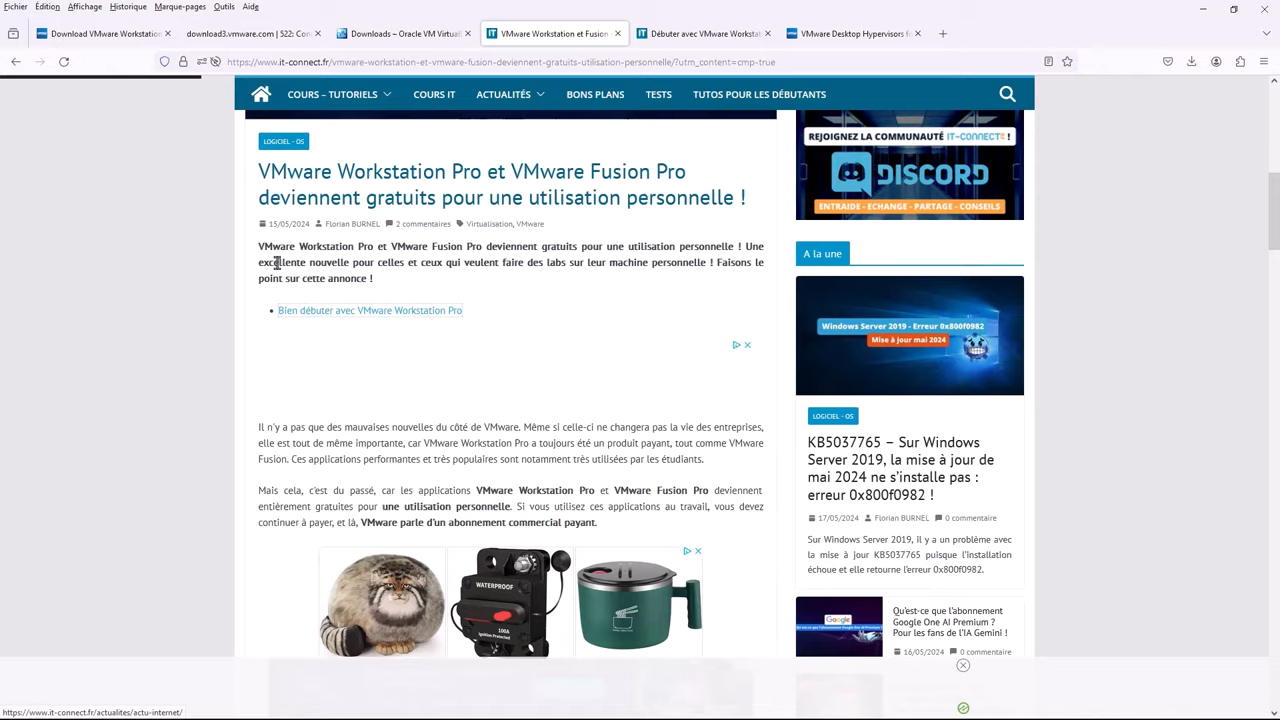 Fichier Édition Affichage Historique Marque-pages Outils Aide
Download VMware Workstation
download3.vmware.com | 522: Con
Downloads – Oracle VM Virtual
VMware Workstation et Fusion
Débuter avec VMware Workstat
VMware Desktop Hypervisors f
https://www.it-connect.fr/vmware-workstation-et-vmware-fusion-deviennent-gratuits-utilisation-personnelle/?utm_content=cmp-true
COURS – TUTORIELS COURS IT ACTUALITÉS BONS PLANS TESTS TUTOS POUR LES DÉBUTANTS
LOGICIEL - OS
VMware Workstation Pro et VMware Fusion Pro
deviennent gratuits pour une utilisation personnelle !
15/05/2024 Florian BURNEL 2 commentaires Virtualisation, VMware
VMware Workstation Pro et VMware Fusion Pro deviennent gratuits pour une utilisation personnelle ! Une
excellente nouvelle pour celles et ceux qui veulent faire des labs sur leur machine personnelle ! Faisons le
point sur cette annonce !
• Bien débuter avec VMware Workstation Pro
Il n'y a pas que des mauvaises nouvelles du côté de VMware. Même si celle-ci ne changera pas la vie des entreprises,
elle est tout de même importante, car VMware Workstation Pro a toujours été un produit payant, tout comme VMware
Fusion. Ces applications performantes et très populaires sont notamment très utilisées par les étudiants.
Mais cela, c'est du passé, car les applications VMware Workstation Pro et VMware Fusion Pro deviennent
entièrement gratuites pour une utilisation personnelle. Si vous utilisez ces applications au travail, vous devez
continuer à payer, et là, VMware parle d'un abonnement commercial payant.
WATERPROOF
100A
Ignition Protected
REJOIGNEZ LA COMMUNAUTÉ IT-CONNECT !
DISCORD
ENTRAIDE - ECHANGE - PARTAGE - CONSEILS
A la une
Windows Server 2019 - Erreur 0x800f0982
Mise à jour mai 2024
LOGICIEL - OS
KB5037765 – Sur Windows
Server 2019, la mise à jour de
mai 2024 ne s'installe pas :
erreur 0x800f0982 !
17/05/2024 Florian BURNEL 0 commentaire
Sur Windows Server 2019, il y a un problème avec
la mise à jour KB5037765 puisque l'installation
échoue et elle retourne l'erreur 0x800f0982.
Google
Qu'est-ce que l'abonnement
Google One AI Premium ?
Pour les fans de l'IA Gemini !
16/05/2024 0 commentaire
https://www.it-connect.fr/actualites/actu-internet/